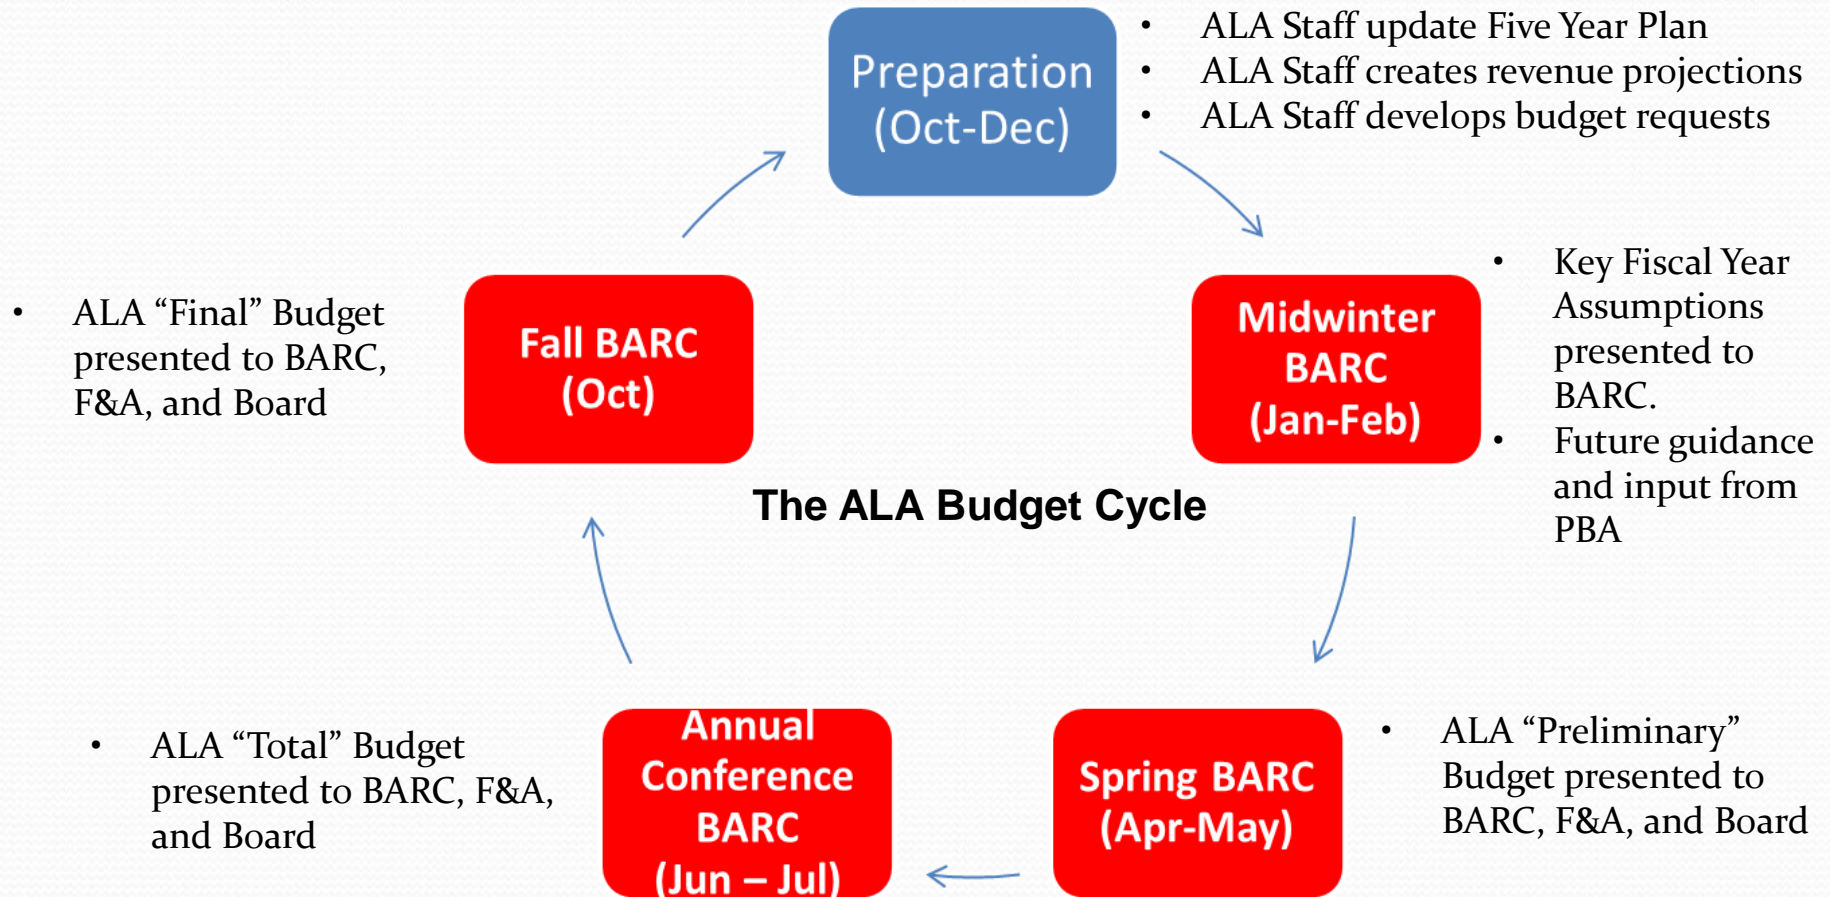 Preparation
(Oct-Dec)
• ALA Staff update Five Year Plan
• ALA Staff creates revenue projections
• ALA Staff develops budget requests
Midwinter
BARC
(Jan-Feb)
• Key Fiscal Year
Assumptions
presented to
BARC.
• Future guidance
and input from
PBA
Spring BARC
(Apr-May)
• ALA “Preliminary”
Budget presented to
BARC, F&A, and Board
Annual
Conference
BARC
(Jun – Jul)
• ALA “Total” Budget
presented to BARC, F&A,
and Board
Fall BARC
(Oct)
• ALA “Final” Budget
presented to BARC,
F&A, and Board
The ALA Budget Cycle